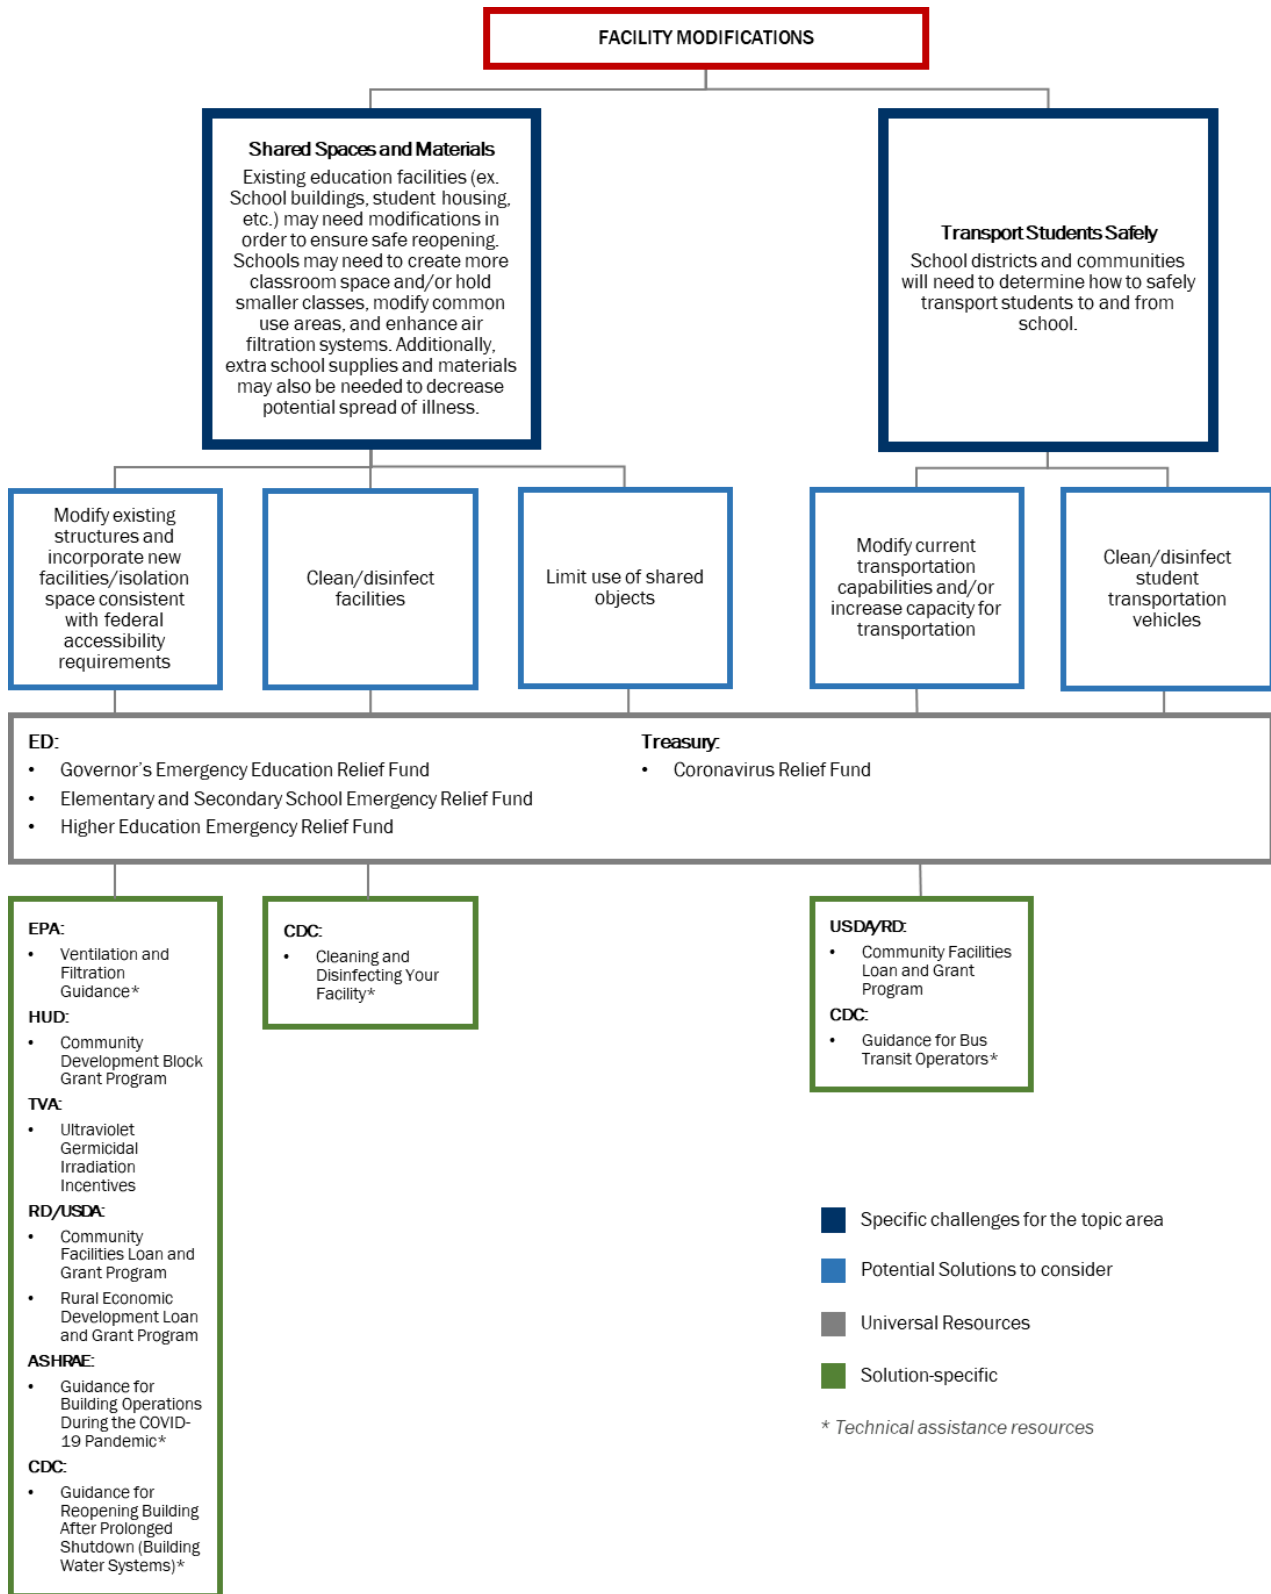 FACILITY MODIFICATIONS
Shared Spaces and Materials
Existing education facilities (ex.
School buildings, student housing,
etc.) may need modifications in
order to ensure safe reopening.
Schools may need to create more
classroom space and/or hold
smaller classes, modify common
use areas, and enhance air
filtration systems. Additionally,
extra school supplies and materials
may also be needed to decrease
potential spread of illness.
Transport Students Safely
School districts and communities
will need to determine how to safely
transport students to and from
school.
Modify existing
structures and
incorporate new
facilities/isolation
space consistent
with federal
accessibility
requirements
Clean/disinfect
facilities
Limit use of shared
objects
Modify current
transportation
capabilities and/or
increase capacity for
transportation
Clean/disinfect
student
transportation
vehicles
ED:
• Governor's Emergency Education Relief Fund
• Elementary and Secondary School Emergency Relief Fund
• Higher Education Emergency Relief Fund
Treasury:
• Coronavirus Relief Fund
EPA:
• Ventilation and
Filtration
Guidance*
HUD:
• Community
Development Block
Grant Program
TVA:
• Ultraviolet
Germicidal
Irradiation
Incentives
RD/USDA:
• Community
Facilities Loan and
Grant Program
• Rural Economic
Development Loan
and Grant Program
ASHRAE:
• Guidance for
Building Operations
During the COVID-
19 Pandemic*
CDC:
• Guidance for
Reopening Building
After Prolonged
Shutdown (Building
Water Systems)*
CDC:
• Cleaning and
Disinfecting Your
Facility*
USDA/RD:
• Community Facilities
Loan and Grant
Program
CDC:
• Guidance for Bus
Transit Operators*
Specific challenges for the topic area
Potential Solutions to consider
Universal Resources
Solution-specific
* Technical assistance resources